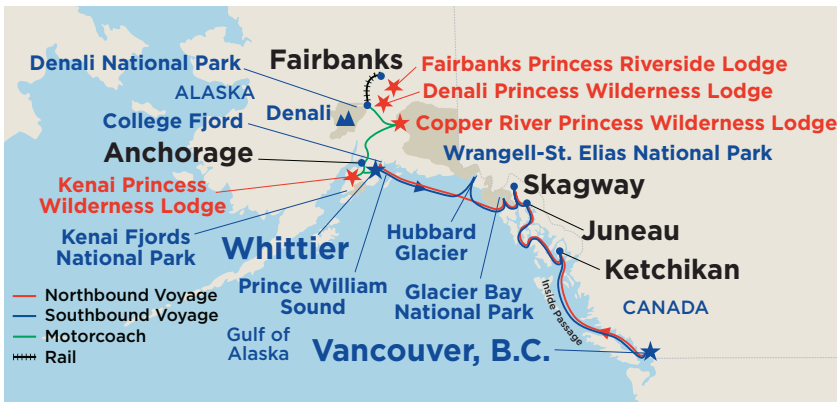 Fairbanks
Denali National Park
Fairbanks Princess Riverside Lodge
ALASKA
Denali Princess Wilderness Lodge
Denali
College Fjord
Copper River Princess Wilderness Lodge
Anchorage
Wrangell-St. Elias National Park
Kenai Princess
Wilderness Lodge
Skagway
Kenai Fjords
National Park
Whittier
Hubbard
Glacier
Juneau
Ketchikan
Prince William
Sound
Glacier Bay
National Park
Inside Passage
CANADA
Northbound Voyage
Southbound Voyage
Motorcoach
Rail
Gulf of
Alaska
Vancouver, B.C.